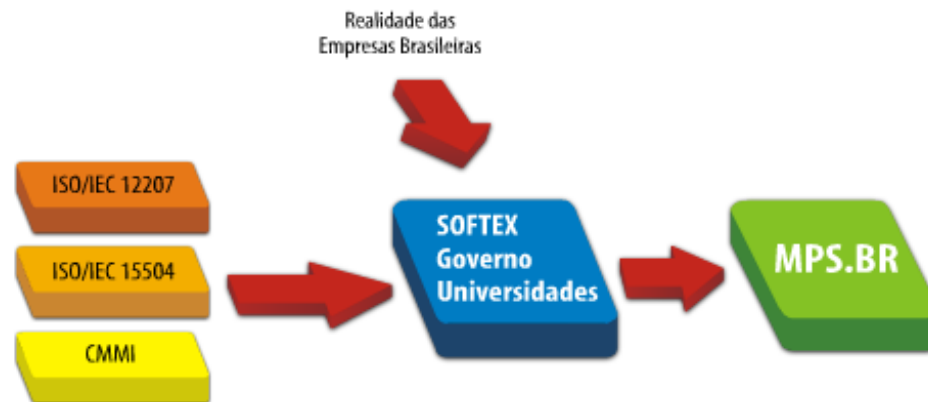 Realidade das
Empresas Brasileiras
ISO/IEC 12207
ISO/IEC 15504
CMMI
SOFTEX
Governo
Universidades
MPS.BR